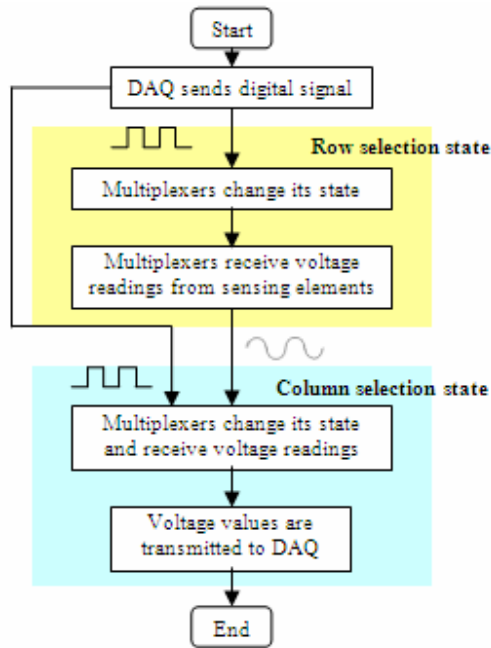 Start
DAQ sends digital signal
Row selection state
Multiplexers change its state
Multiplexers receive voltage
readings from sensing elements
Column selection state
Multiplexers change its state
and receive voltage readings
Voltage values are
transmitted to DAQ
End